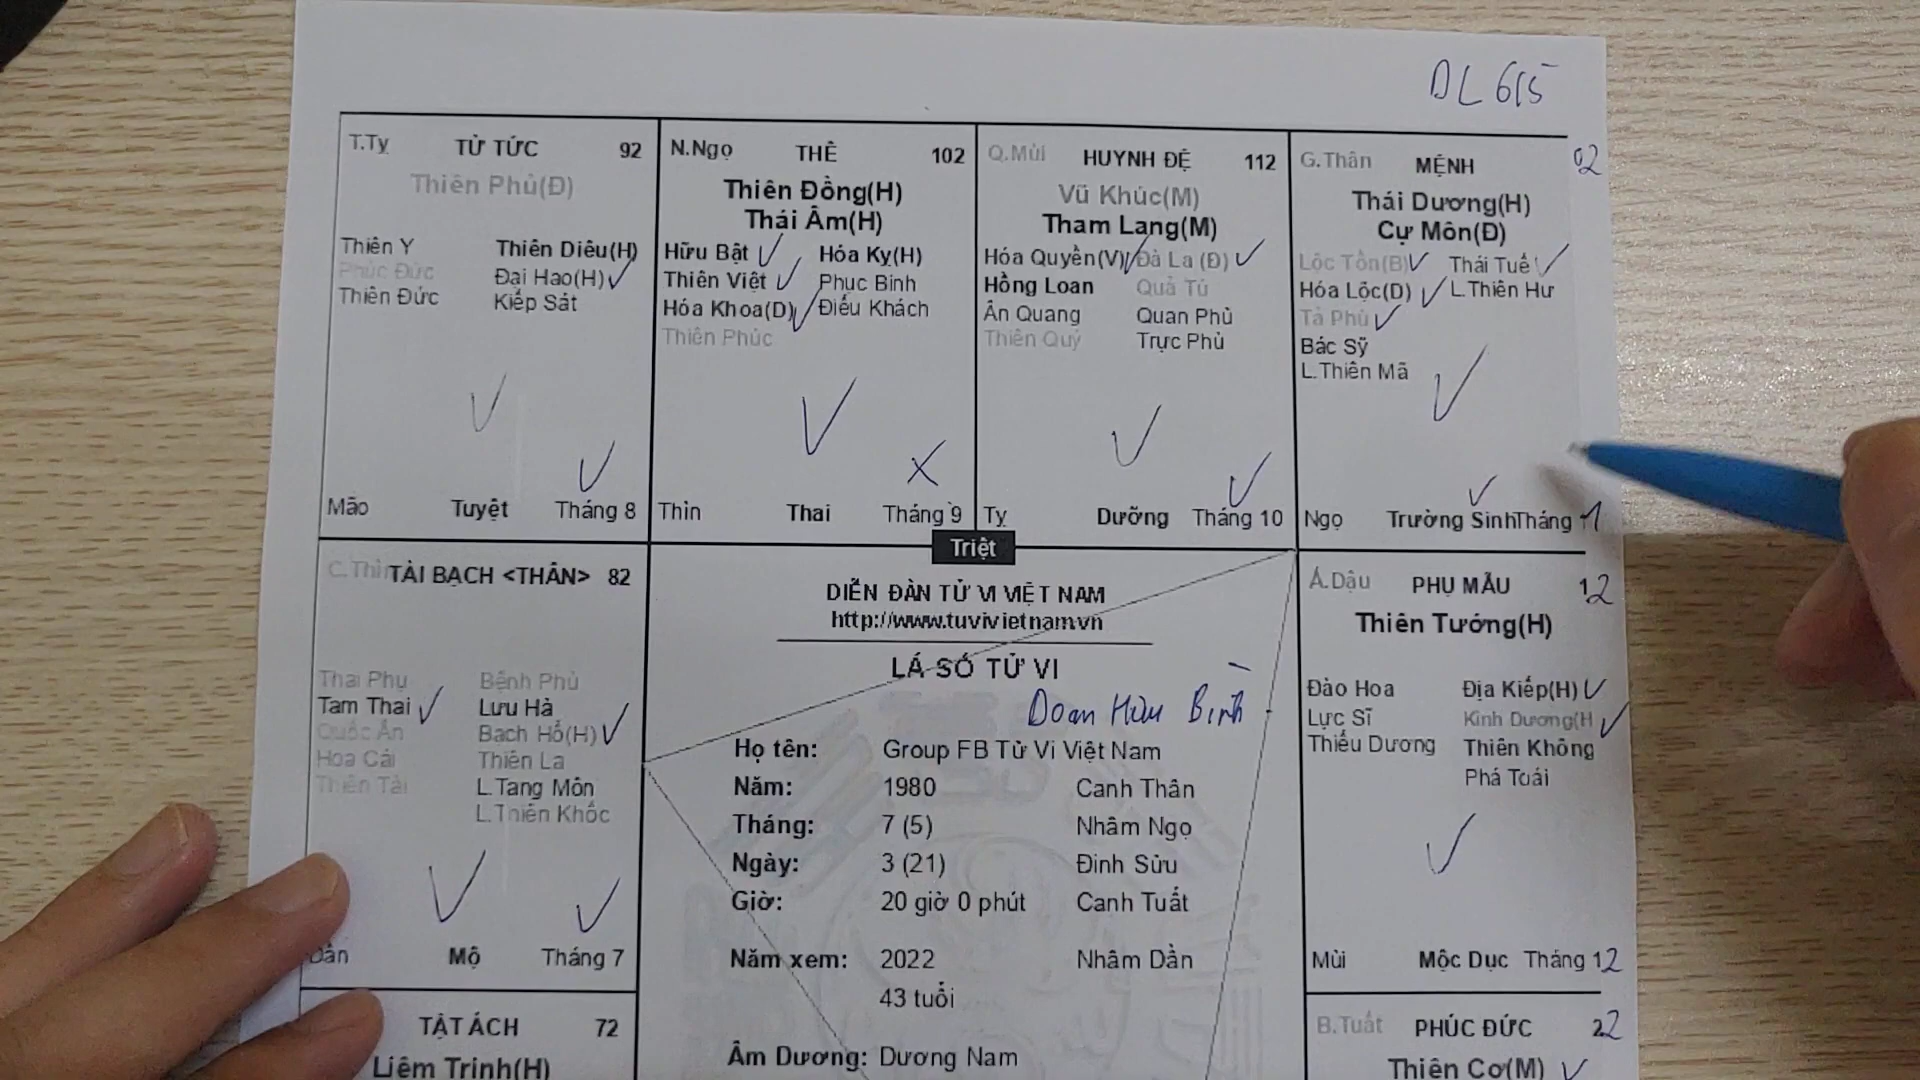 DL 615
T.Tỵ TỬ TỨC 92
Thiên Phủ(Đ)
Thiên Y Thiên Diêu(H)
Phúc Đức Đại Hao(H)
Thiên Đức Kiếp Sát
Mão Tuyệt Tháng 8
N.Ngọ THÊ 102
Thiên Đồng(H)
Thái Âm(H)
Hữu Bật Hóa Kỵ(H)
Thiên Việt Phục Binh
Hóa Khoa(D) Điếu Khách
Thiên Phúc
Thìn Thai Tháng 9
Q.Mùi HUYNH ĐỆ 112
Vũ Khúc(M)
Tham Lang(M)
Hóa Quyền(V) Đà La (Đ)
Hồng Loan Quả Tú
Ân Quang Quan Phủ
Thiên Quý Trực Phù
Tỵ Dưỡng Tháng 10
G.Thân MỆNH 02
Thái Dương(H)
Cự Môn(Đ)
Lộc Tồn(B) Thái Tuế
Hóa Lộc(D) L.Thiên Hư
Tả Phù
Bác Sỹ
L.Thiên Mã
Ngọ Trường Sinh Tháng 11
Triệt
C.Thìn TÀI BẠCH <THÂN> 82
Thai Phụ Bệnh Phù
Tam Thai Lưu Hà
Quốc Ấn Bạch Hổ(H)
Hoa Cái Thiên La
Thiên Tài L.Tang Môn
L.Thiên Khốc
Dần Mộ Tháng 7
DIỄN ĐÀN TỬ VI VIỆT NAM
http://www.tuvivietnam.vn
LÁ SỐ TỬ VI
Doan Hữu Bình
Họ tên: Group FB Tử Vi Việt Nam
Năm: 1980 Canh Thân
Tháng: 7 (5) Nhâm Ngọ
Ngày: 3 (21) Đinh Sửu
Giờ: 20 giờ 0 phút Canh Tuất
Năm xem: 2022 Nhâm Dần
43 tuổi
Âm Dương: Dương Nam
Á.Dậu PHỤ MẪU 12
Thiên Tướng(H)
Đào Hoa Địa Kiếp(H)
Lực Sĩ Kình Dương(H
Thiếu Dương Thiên Không
Phá Toái
Mùi Mộc Dục Tháng 12
TẬT ÁCH 72
Liêm Trinh(H)
B.Tuất PHÚC ĐỨC 22
Thiên Cơ(M)